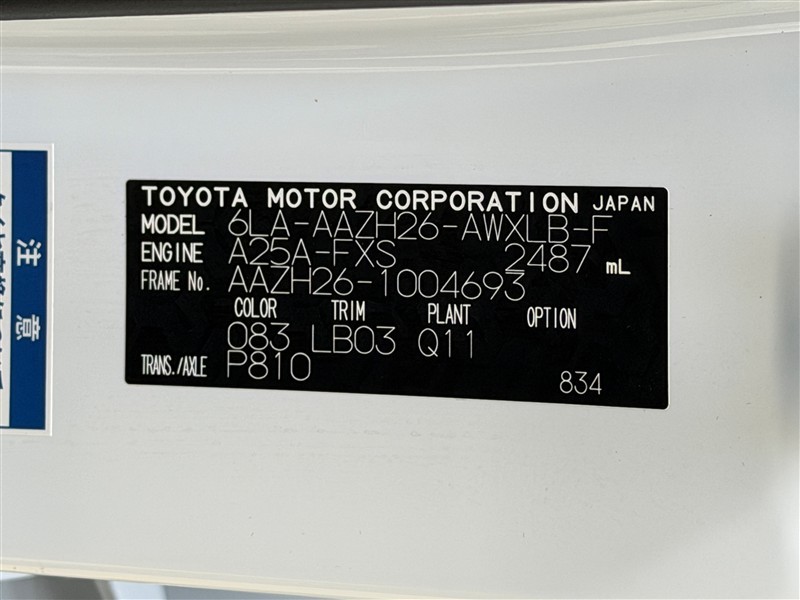 TOYOTA MOTOR CORPORATION JAPAN
MODEL 6LA-AAZH26-AWXLB-F
ENGINE A25A-FXS 2487 mL
FRAME No. AAZH26-1004693
COLOR TRIM PLANT OPTION
083 LB03 Q11
TRANS./AXLE P810
834
注意